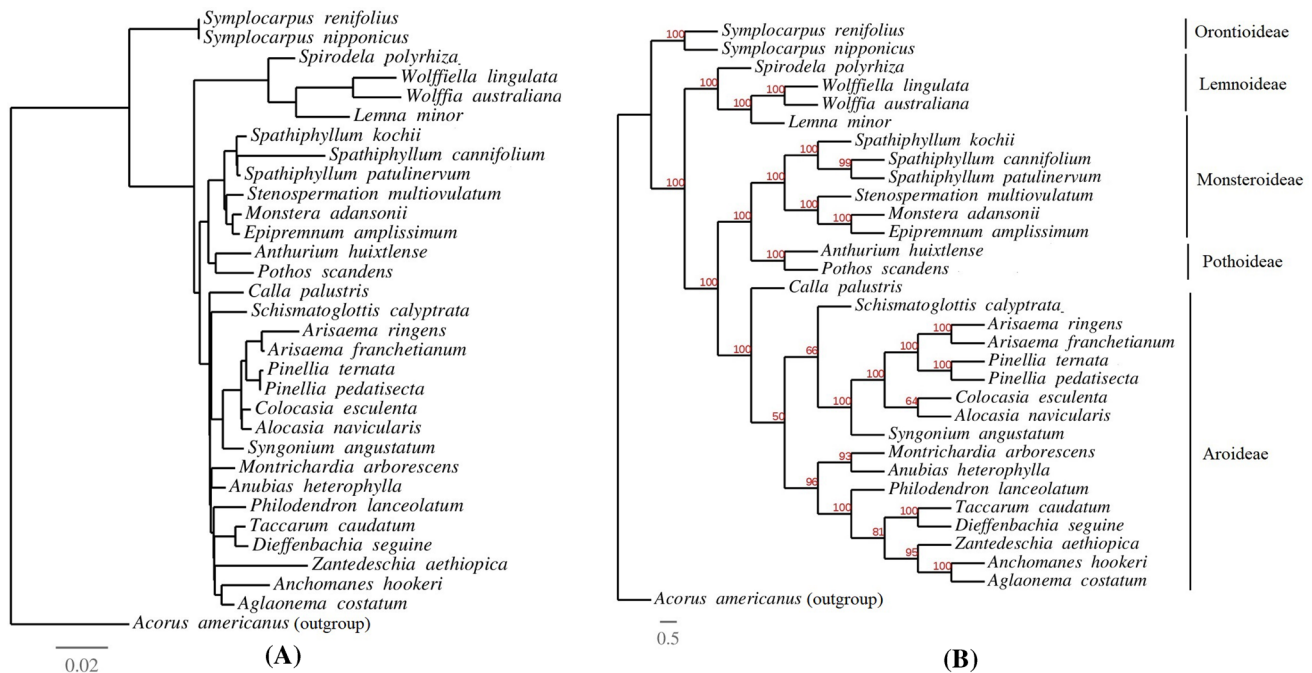 Symplocarpus renifolius
Symplocarpus nipponicus
Spirodela polyrhiza
Wolffiella lingulata
Wolffia australiana
Lemna minor
Spathiphyllum kochii
Spathiphyllum cannifolium
Spathiphyllum patulinervum
Stenospermation multiovulatum
Monstera adansonii
Epipremnum amplissimum
Anthurium huixtlense
Pothos scandens
Calla palustris
Schismatoglottis calyptrata
Arisaema ringens
Arisaema franchetianum
Pinellia ternata
Pinellia pedatisecta
Colocasia esculenta
Alocasia navicularis
Syngonium angustatum
Montrichardia arborescens
Anubias heterophylla
Philodendron lanceolatum
Taccarum caudatum
Dieffenbachia seguine
Zantedeschia aethiopica
Anchomanes hookeri
Aglaonema costatum
Acorus americanus (outgroup)
0.02
(A)
100 Symplocarpus renifolius
Symplocarpus nipponicus
Spirodela polyrhiza
100
100 Wolffiella lingulata
Wolffia australiana
100
Lemna minor
Spathiphyllum kochii
100
Spathiphyllum cannifolium
99
Spathiphyllum patulinervum
100
100
Stenospermation multiovulatum
100
Monstera adansonii
100
100
Epipremnum amplissimum
Anthurium huixtlense
100
Pothos scandens
100
Calla palustris
Schismatoglottis calyptrata
Arisaema ringens
100
Arisaema franchetianum
100
66
100
Pinellia ternata
100
Pinellia pedatisecta
100
Colocasia esculenta
64
100
Alocasia navicularis
50
Syngonium angustatum
Montrichardia arborescens
93
Anubias heterophylla
96
Philodendron lanceolatum
100
Taccarum caudatum
100
Dieffenbachia seguine
81
Zantedeschia aethiopica
95
Anchomanes hookeri
100
Aglaonema costatum
Acorus americanus (outgroup)
0.5
(B)
Orontioideae
Lemnoideae
Monsteroideae
Pothoideae
Aroideae